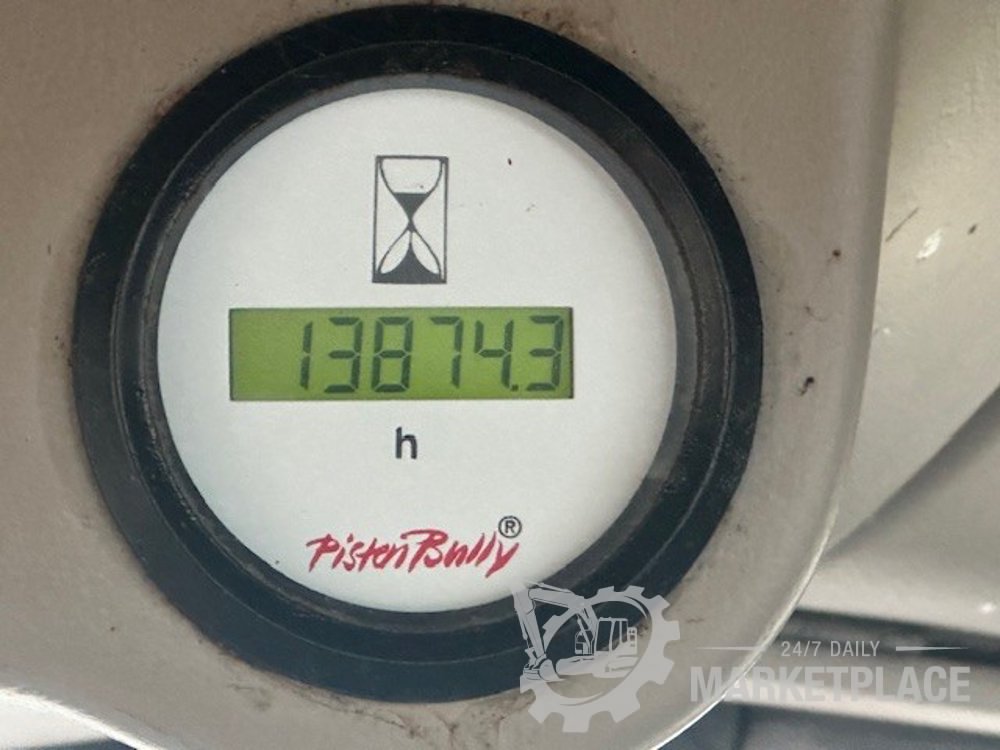 13874.3
h
PistenBully®
24/7 DAILY
MARKETPLACE